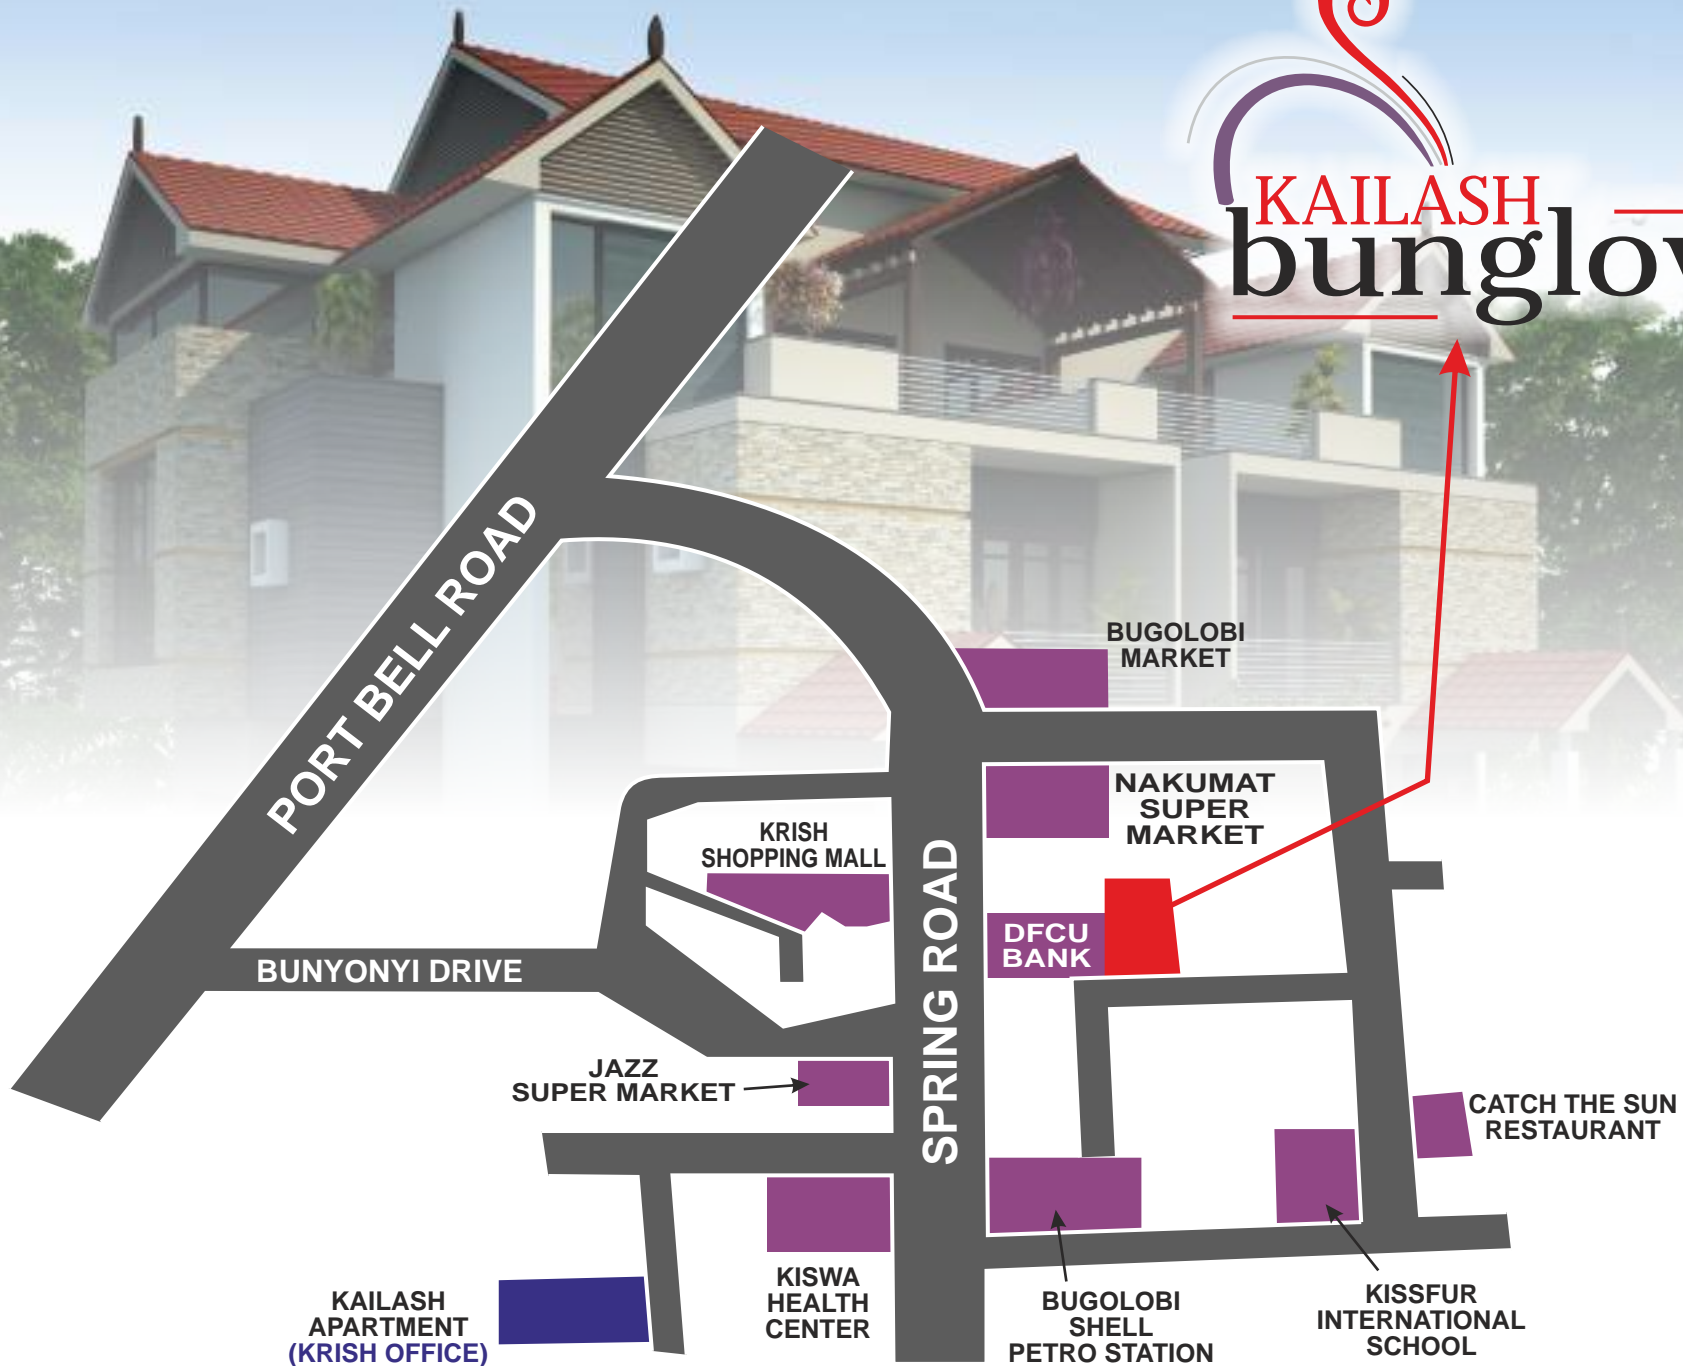 KAILASH
bunglow
PORT BELL ROAD
BUGOLOBI
MARKET
NAKUMAT
SUPER
MARKET
KRISH
SHOPPING MALL
SPRING ROAD
DFCU
BANK
BUNYONYI DRIVE
JAZZ
SUPER MARKET
CATCH THE SUN
RESTAURANT
KISWA
HEALTH
CENTER
KAILASH
APARTMENT
(KRISH OFFICE)
BUGOLOBI
SHELL
PETRO STATION
KISSFUR
INTERNATIONAL
SCHOOL